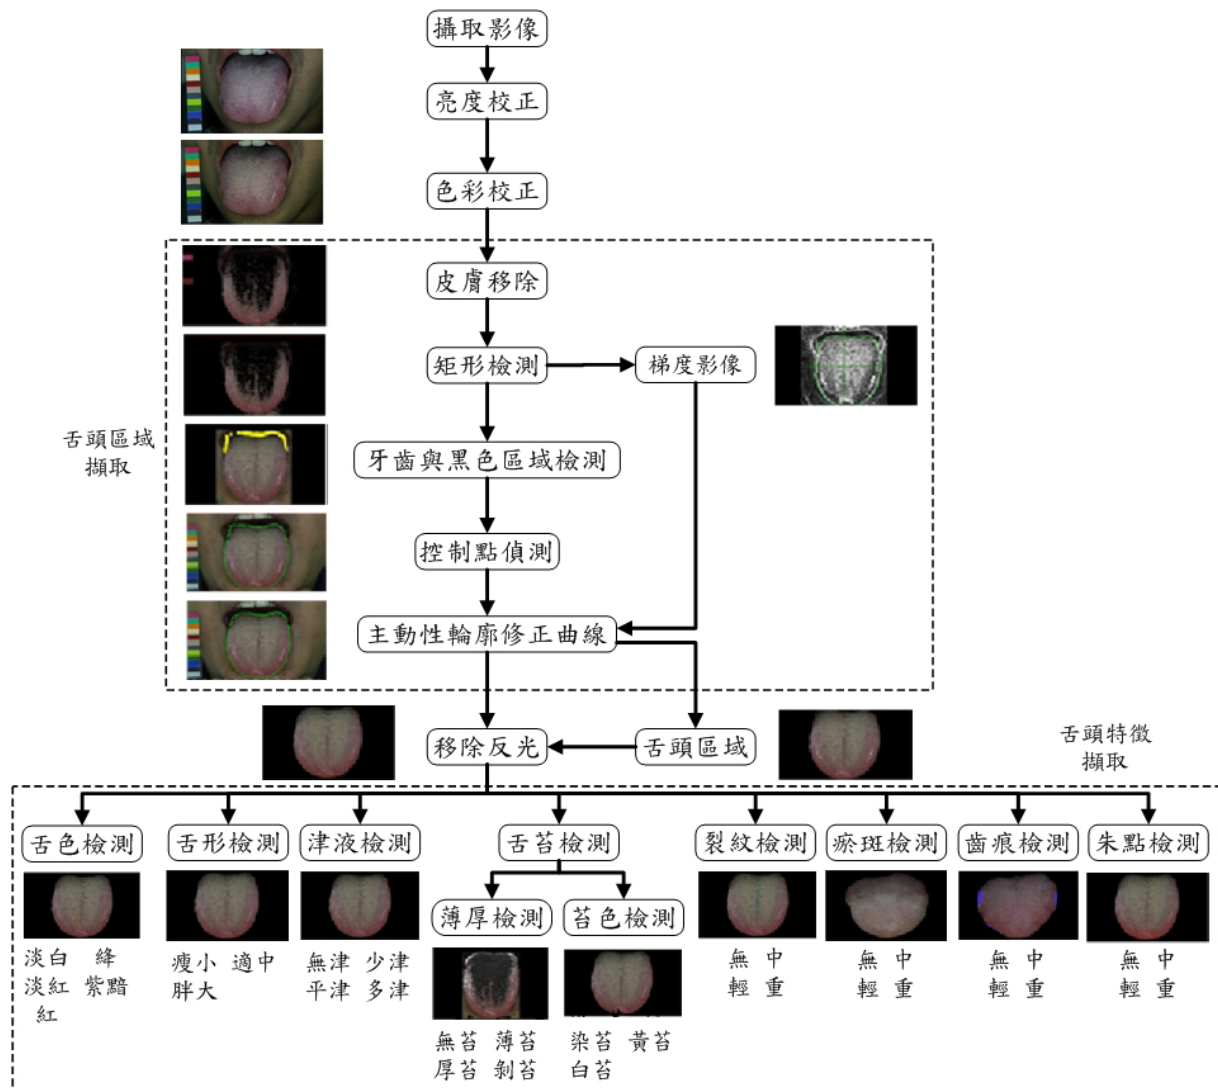 攝取影像
亮度校正
色彩校正
皮膚移除
矩形檢測
梯度影像
舌頭區域
擷取
牙齒與黑色區域檢測
控制點偵測
主動性輪廓修正曲線
移除反光
舌頭區域
舌頭特徵
擷取
舌色檢測
舌形檢測
津液檢測
舌苔檢測
裂紋檢測
瘀斑檢測
齒痕檢測
朱點檢測
薄厚檢測
苔色檢測
淡白 絳
淡紅 紫黯
紅
瘦小 適中
胖大
無津 少津
平津 多津
無苔 薄苔
厚苔 剝苔
染苔 黃苔
白苔
無 中
輕 重
無 中
輕 重
無 中
輕 重
無 中
輕 重